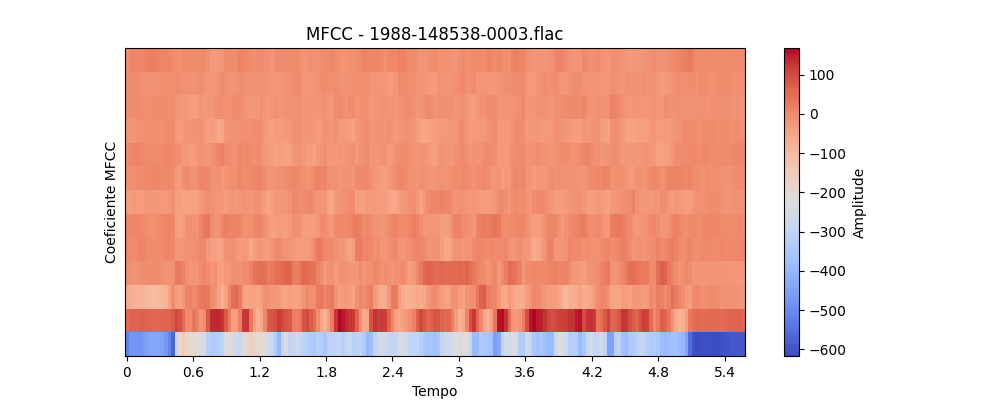 MFCC - 1988-148538-0003.flac
Coeficiente MFCC
0 0.6 1.2 1.8 2.4 3 3.6 4.2 4.8 5.4
Tempo
100
0
−100
−200
−300
−400
−500
−600
Amplitude